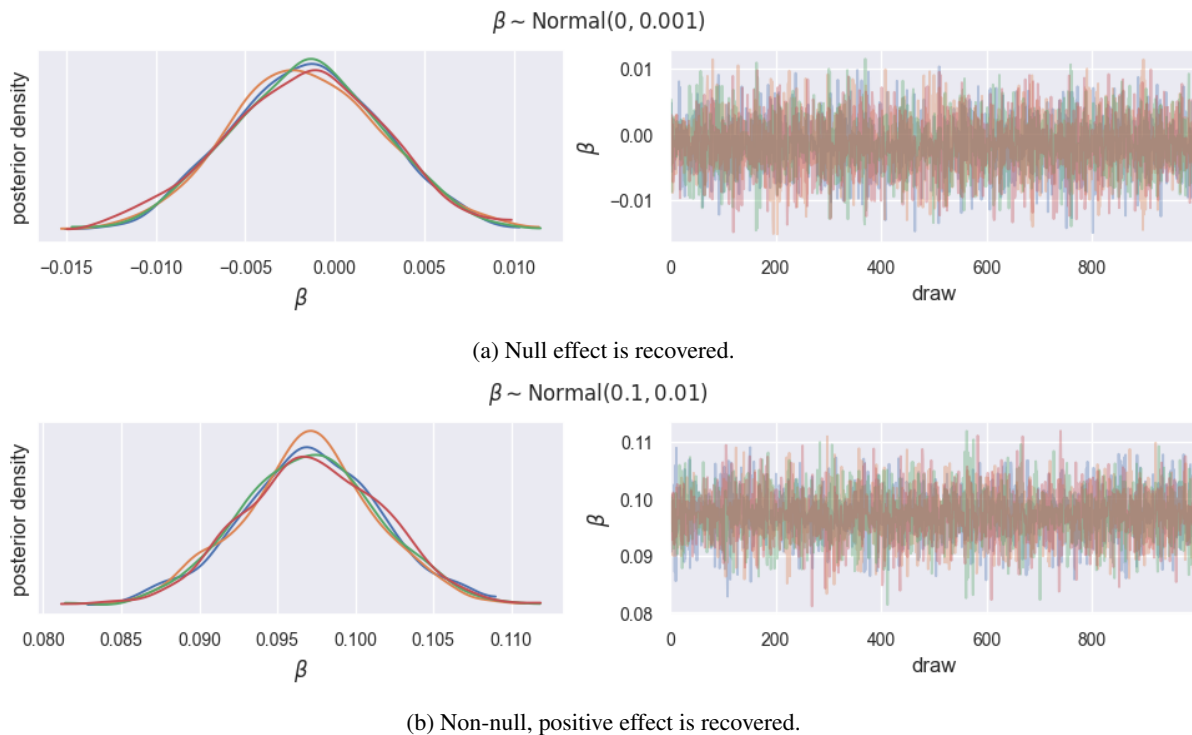 β ~ Normal(0, 0.001)
posterior density
−0.015 −0.010 −0.005 0.000 0.005 0.010
β
β
0.01
0.00
−0.01
0 200 400 600 800
draw
(a) Null effect is recovered.
β ~ Normal(0.1, 0.01)
posterior density
0.080 0.085 0.090 0.095 0.100 0.105 0.110
β
β
0.11
0.10
0.09
0.08
0 200 400 600 800
draw
(b) Non-null, positive effect is recovered.